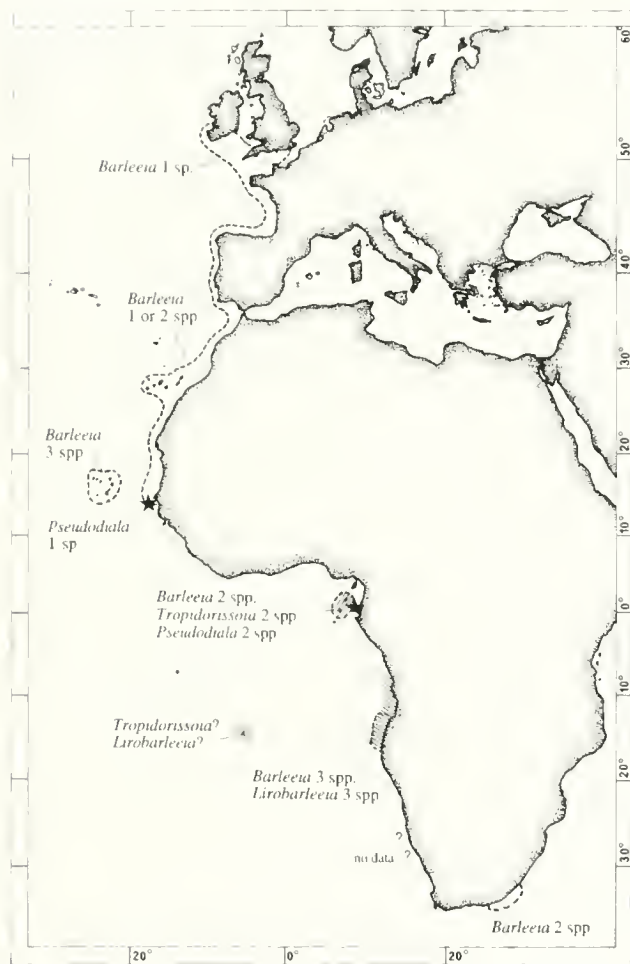 60°
Barleeia 1 sp.
50°
40°
Barleeia
1 or 2 spp
30°
Barleeia
3 spp
20°
Pseudodiala
1 sp
10°
Barleeia 2 spp.
Tropidorissoia 2 spp
Pseudodiala 2 spp
0°
10°
Tropidorissoia?
Lirobarleeia?
Barleeia 3 spp.
Lirobarleeia 3 spp
20°
?
?
no data
30°
Barleeia 2 spp
20°
0°
20°